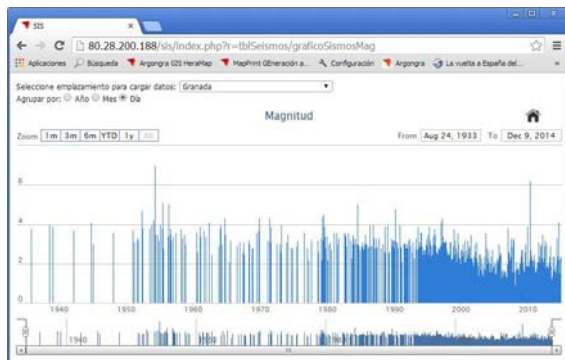 SIS
80.28.200.188/sis/index.php?r=tblSeismos/graficoSismosMag
Aplicaciones Búsqueda Argongra GIS HeraMap MapPrint GEneración a... Configuración Argongra La vuelta a España del... »
Seleccione emplazamiento para cargar datos: Granada
Agrupar por: Año Mes Día
Magnitud
Zoom 1m 3m 6m YTD 1y All From Aug 24, 1933 To Dec 9, 2014
6
4
2
0
1940 1950 1960 1970 1980 1990 2000 2010
1940